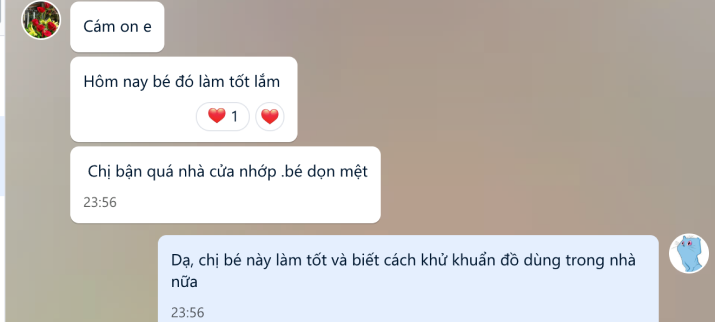 Cám on e
Hôm nay bé đó làm tốt lắm
1
Chị bận quá nhà cửa nhớp .bé dọn mệt
23:56
Dạ, chị bé này làm tốt và biết cách khử khuẩn đồ dùng trong nhà
nữa
23:56